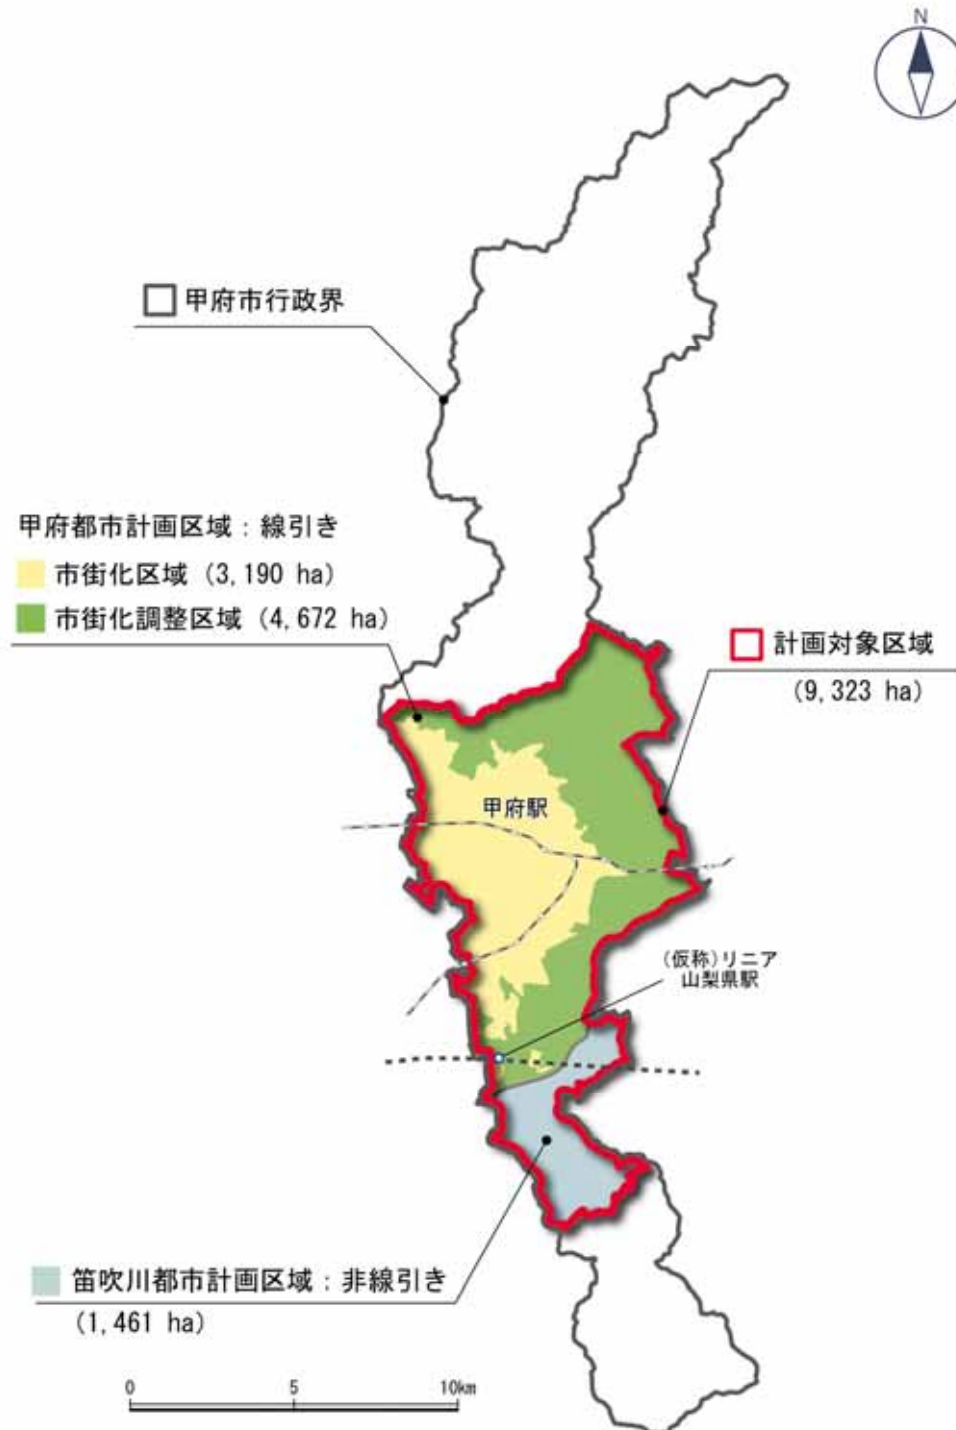 N
甲府市行政界
甲府都市計画区域：線引き
市街化区域 (3,190 ha)
市街化調整区域 (4,672 ha)
計画対象区域
(9,323 ha)
甲府駅
(仮称)リニア
山梨県駅
笛吹川都市計画区域：非線引き
(1,461 ha)
0 5 10km